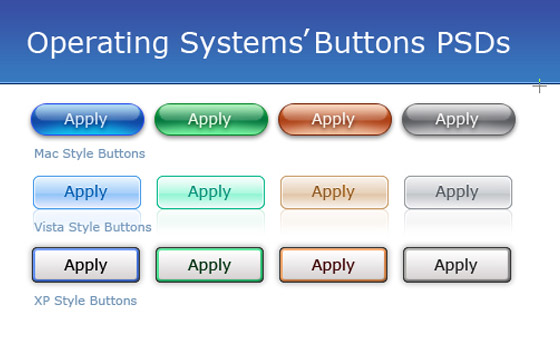 Operating Systems’ Buttons PSDs
Apply Apply Apply Apply
Mac Style Buttons
Apply Apply Apply Apply
Vista Style Buttons
Apply Apply Apply Apply
XP Style Buttons